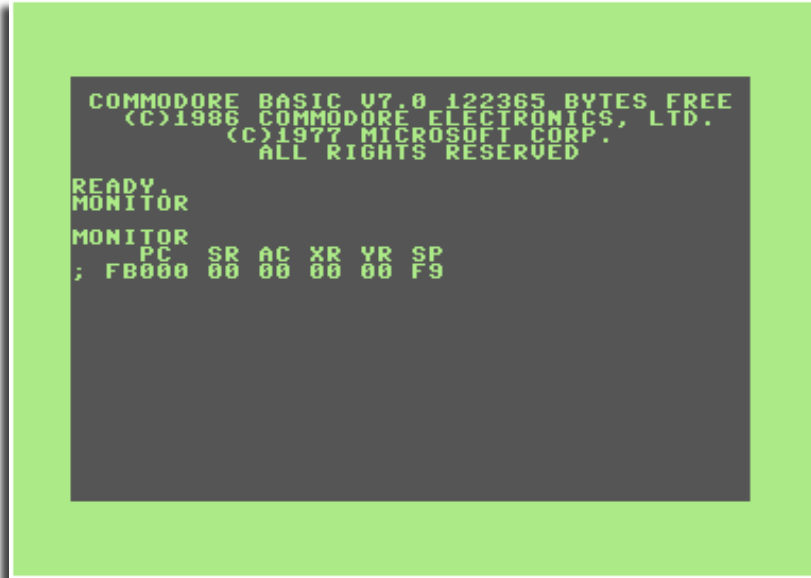 COMMODORE BASIC V7.0 122365 BYTES FREE
(C)1986 COMMODORE ELECTRONICS, LTD.
(C)1977 MICROSOFT CORP.
ALL RIGHTS RESERVED
READY.
MONITOR
MONITOR
PC SR AC XR YR SP
; FB000 00 00 00 00 F9